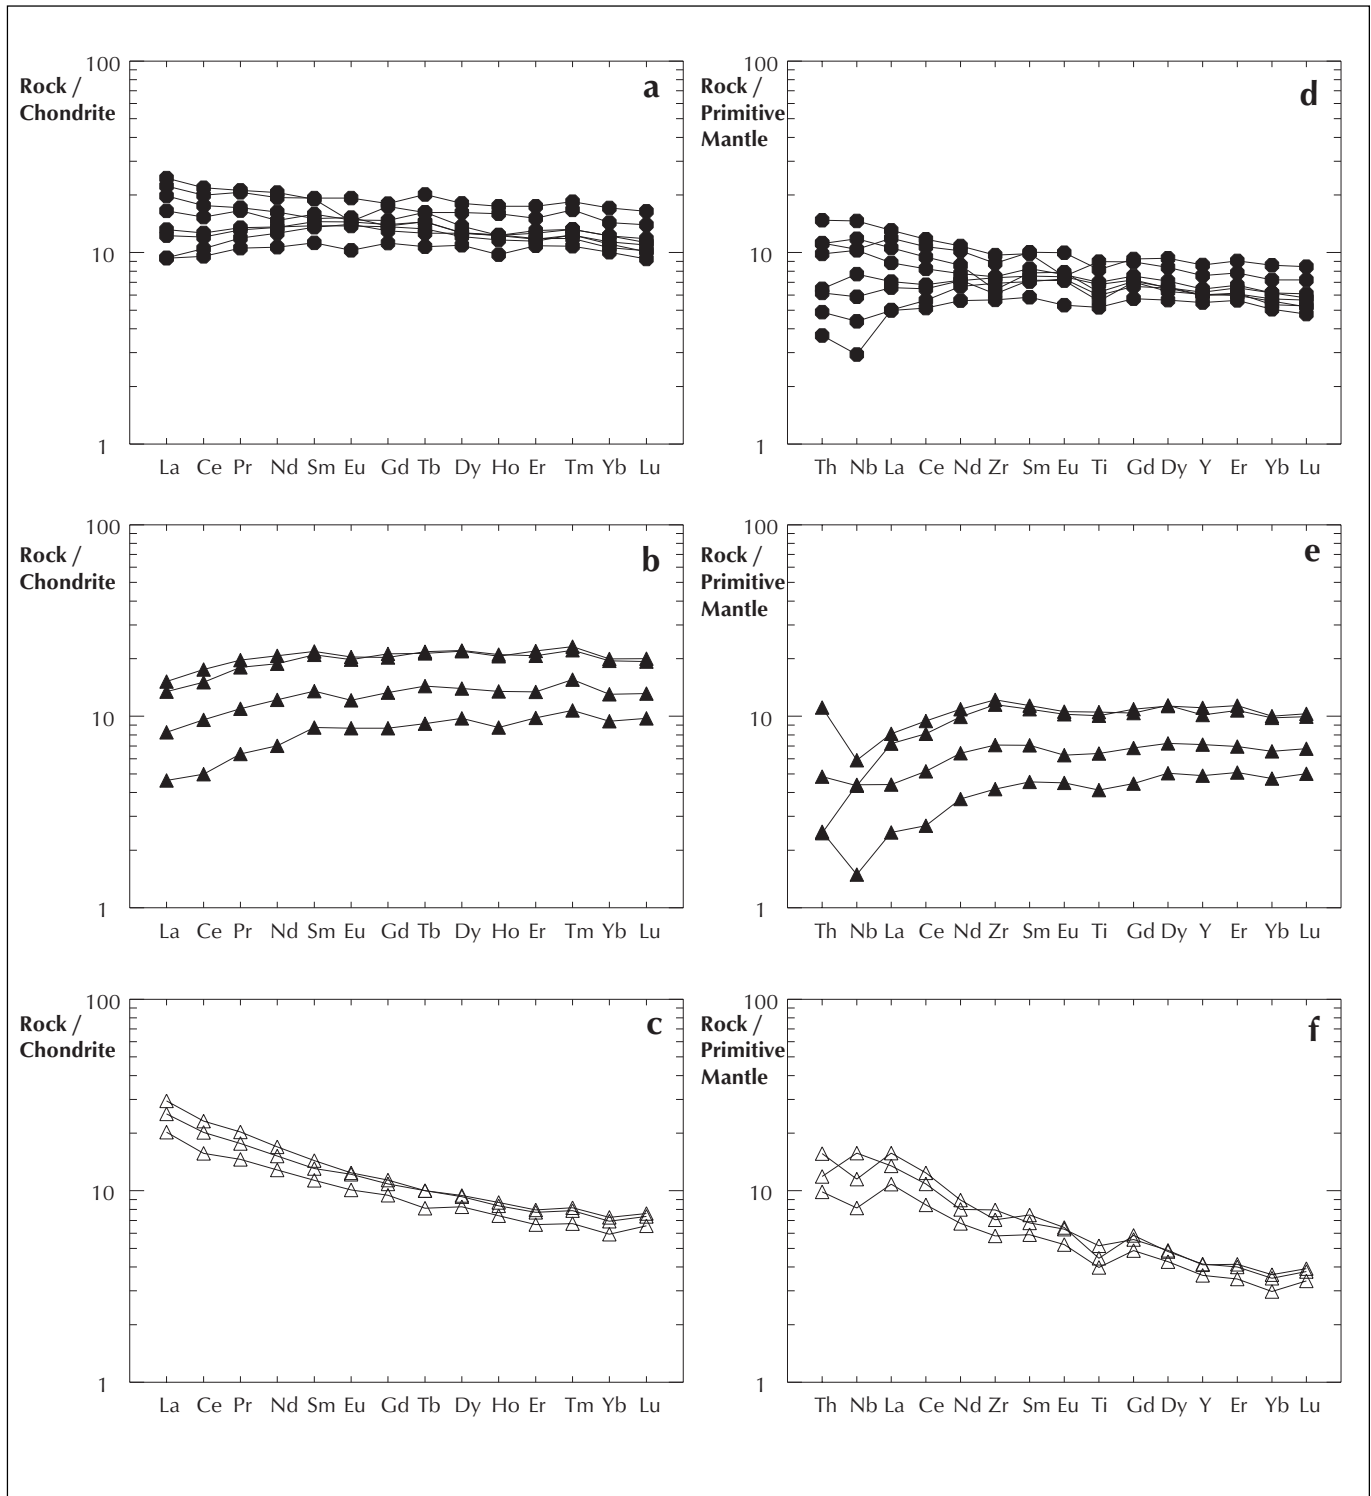 100
Rock /
Chondrite
a
10
1
La Ce Pr Nd Sm Eu Gd Tb Dy Ho Er Tm Yb Lu
100
Rock /
Primitive
Mantle
d
10
1
Th Nb La Ce Nd Zr Sm Eu Ti Gd Dy Y Er Yb Lu
100
Rock /
Chondrite
b
10
1
La Ce Pr Nd Sm Eu Gd Tb Dy Ho Er Tm Yb Lu
100
Rock /
Primitive
Mantle
e
10
1
Th Nb La Ce Nd Zr Sm Eu Ti Gd Dy Y Er Yb Lu
100
Rock /
Chondrite
c
10
1
La Ce Pr Nd Sm Eu Gd Tb Dy Ho Er Tm Yb Lu
100
Rock /
Primitive
Mantle
f
10
1
Th Nb La Ce Nd Zr Sm Eu Ti Gd Dy Y Er Yb Lu